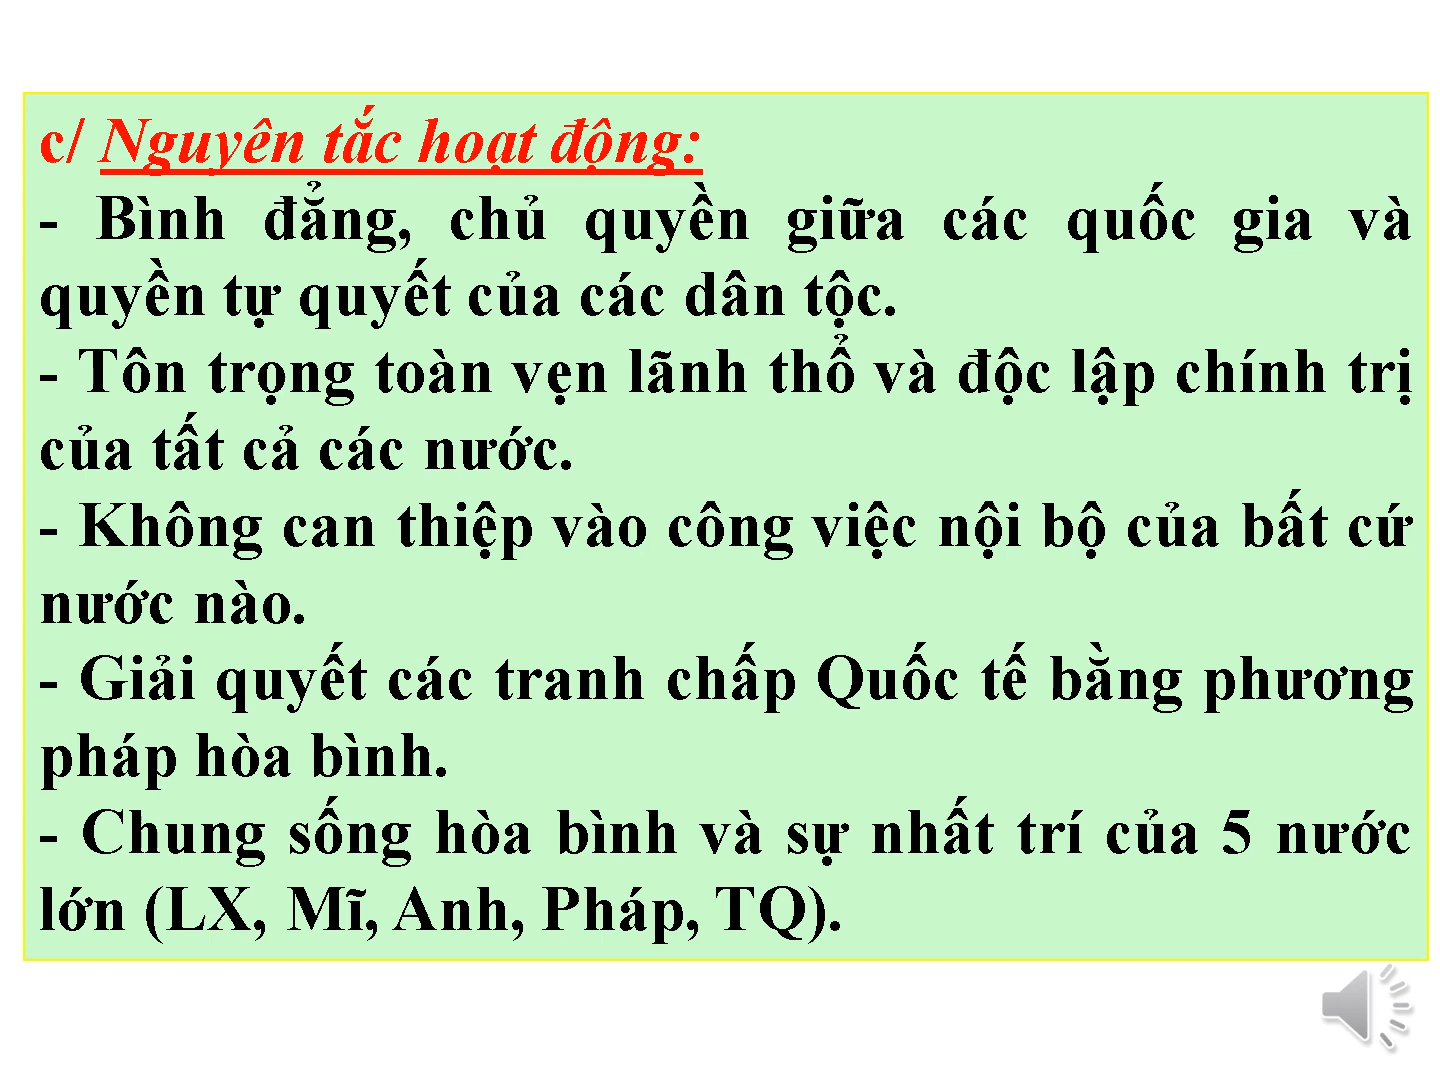 c/ Nguyên tắc hoạt động:
- Bình đẳng, chủ quyền giữa các quốc gia và
quyền tự quyết của các dân tộc.
- Tôn trọng toàn vẹn lãnh thổ và độc lập chính trị
của tất cả các nước.
- Không can thiệp vào công việc nội bộ của bất cứ
nước nào.
- Giải quyết các tranh chấp Quốc tế bằng phương
pháp hòa bình.
- Chung sống hòa bình và sự nhất trí của 5 nước
lớn (LX, Mĩ, Anh, Pháp, TQ).